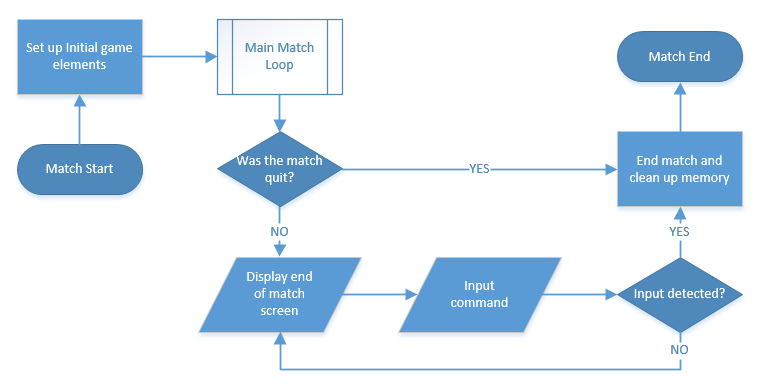 Set up Initial game
elements
Main Match
Loop
Match End
Match Start
Was the match
quit?
YES
End match and
clean up memory
NO
YES
Display end
of match
screen
Input
command
Input detected?
NO